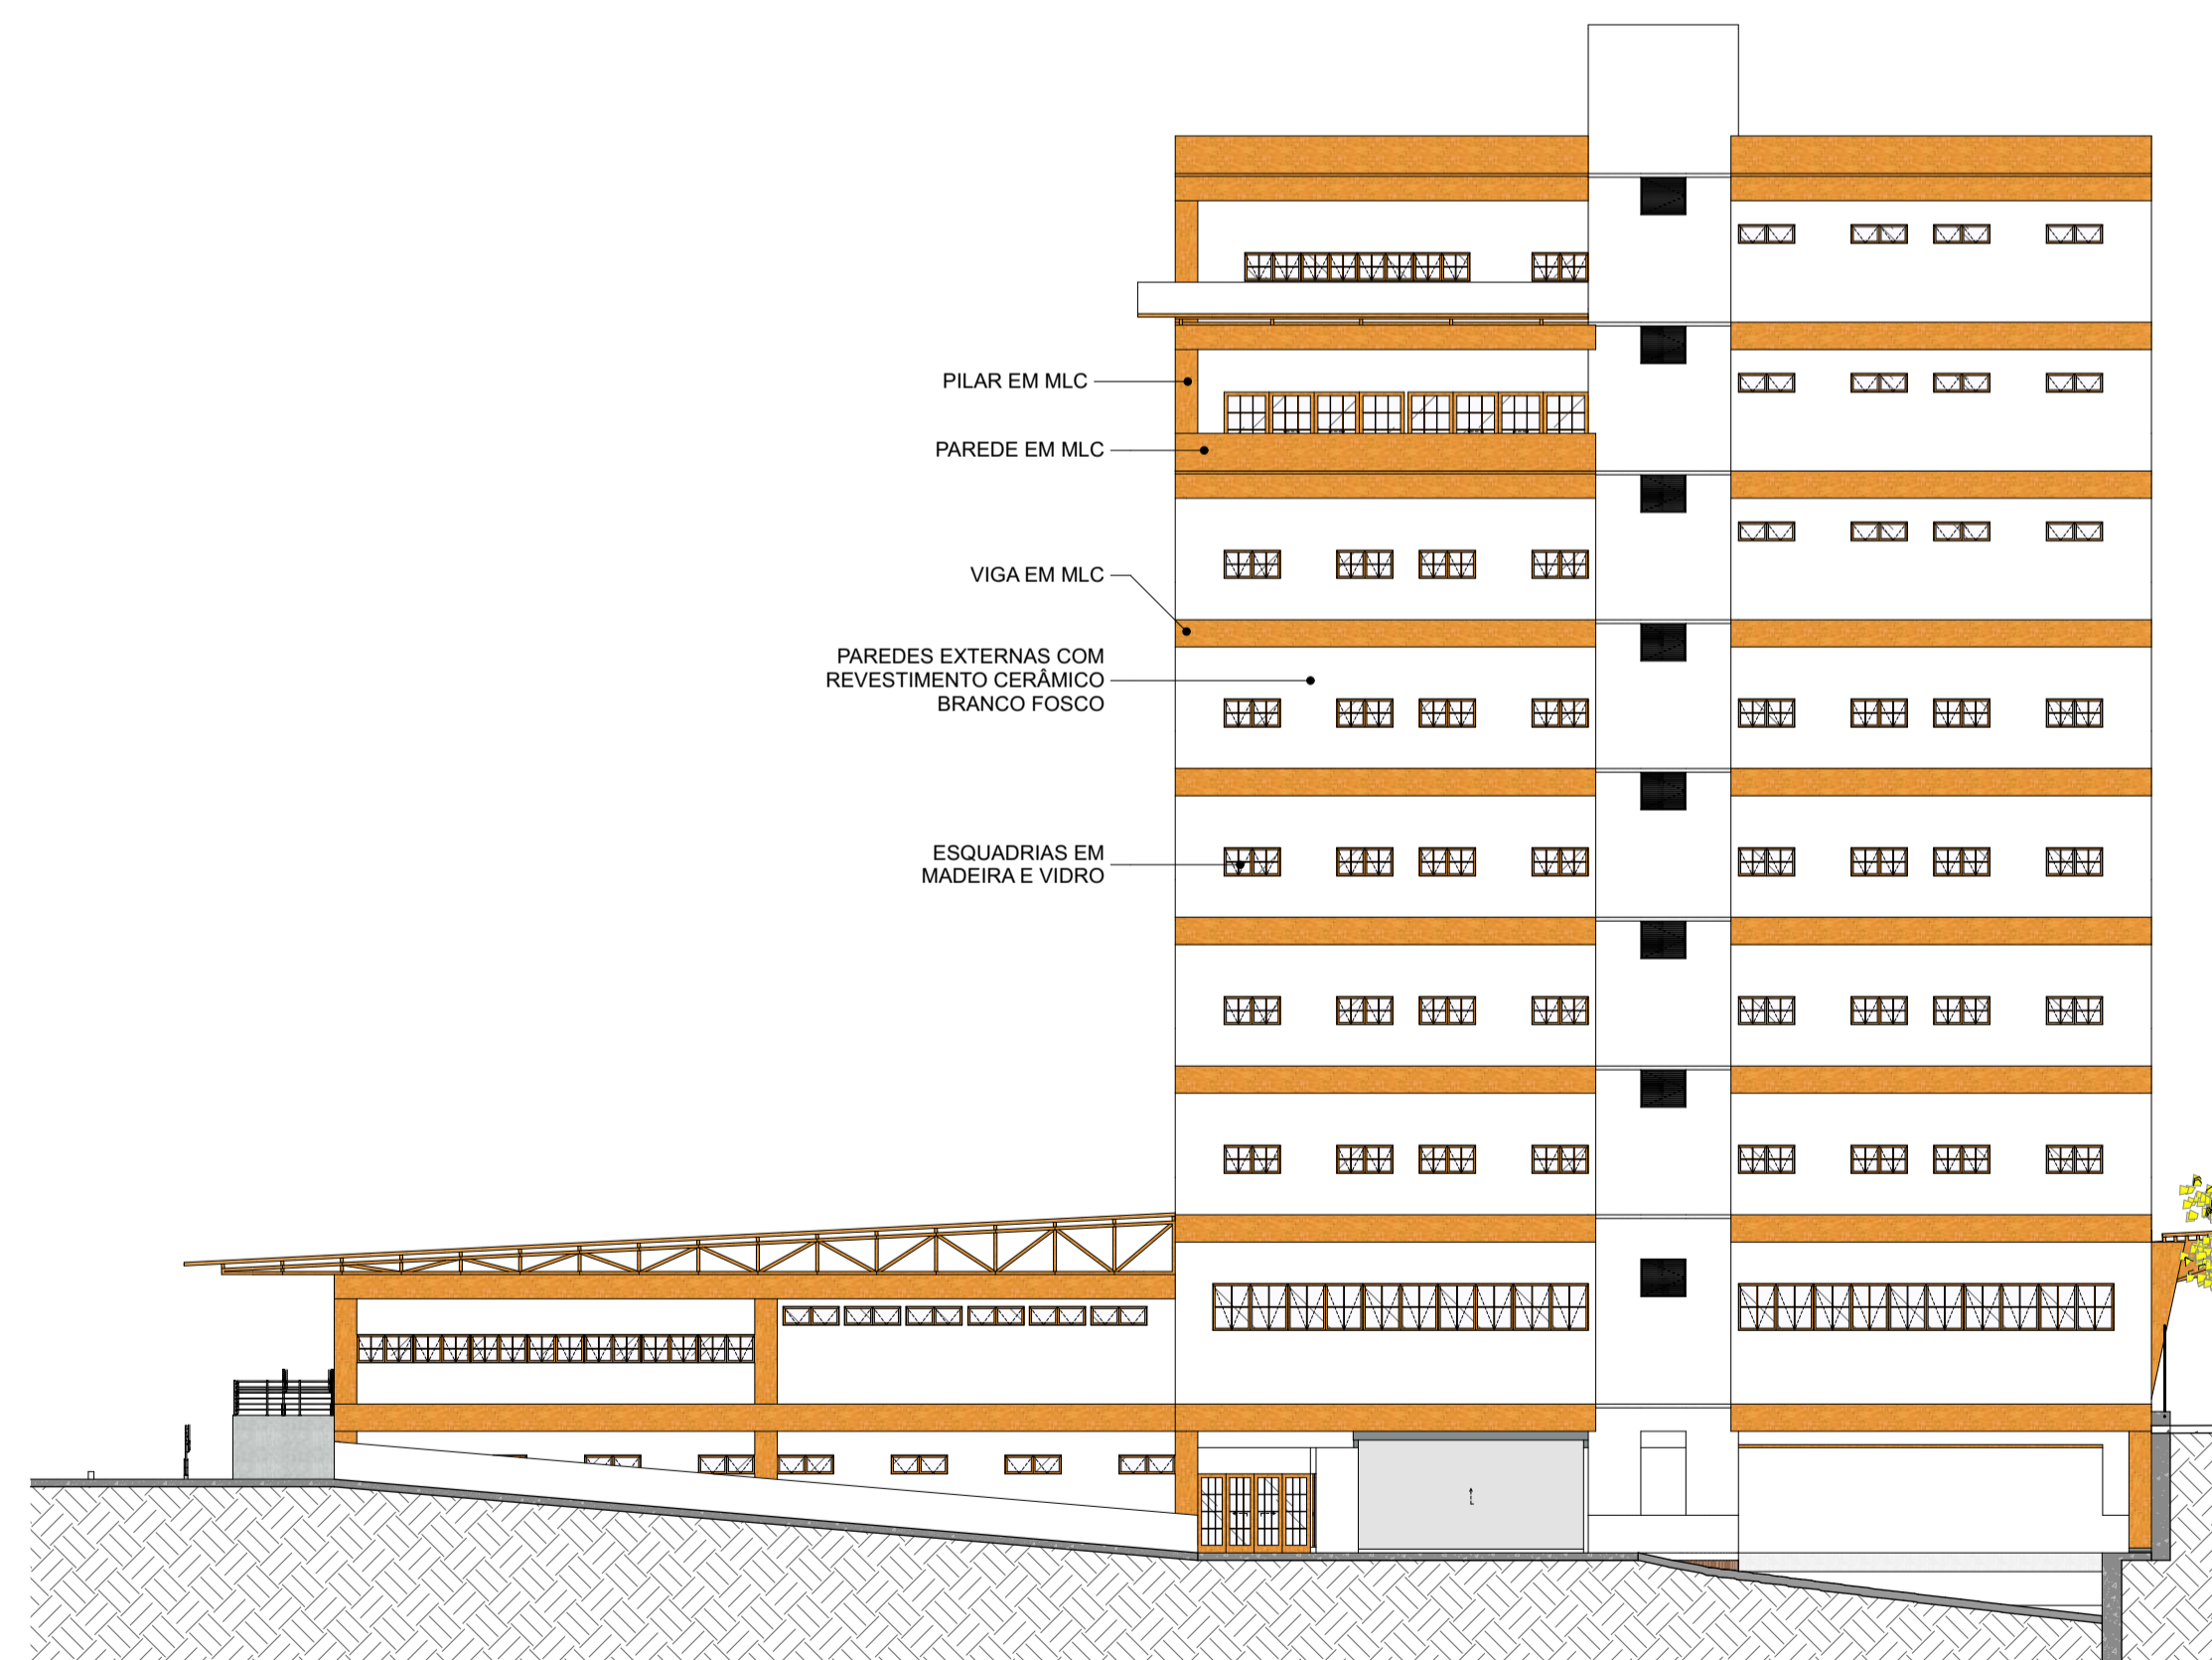 PILAR EM MLC
PAREDE EM MLC
VIGA EM MLC
PAREDES EXTERNAS COM
REVESTIMENTO CERÂMICO
BRANCO FOSCO
ESQUADRIAS EM
MADEIRA E VIDRO